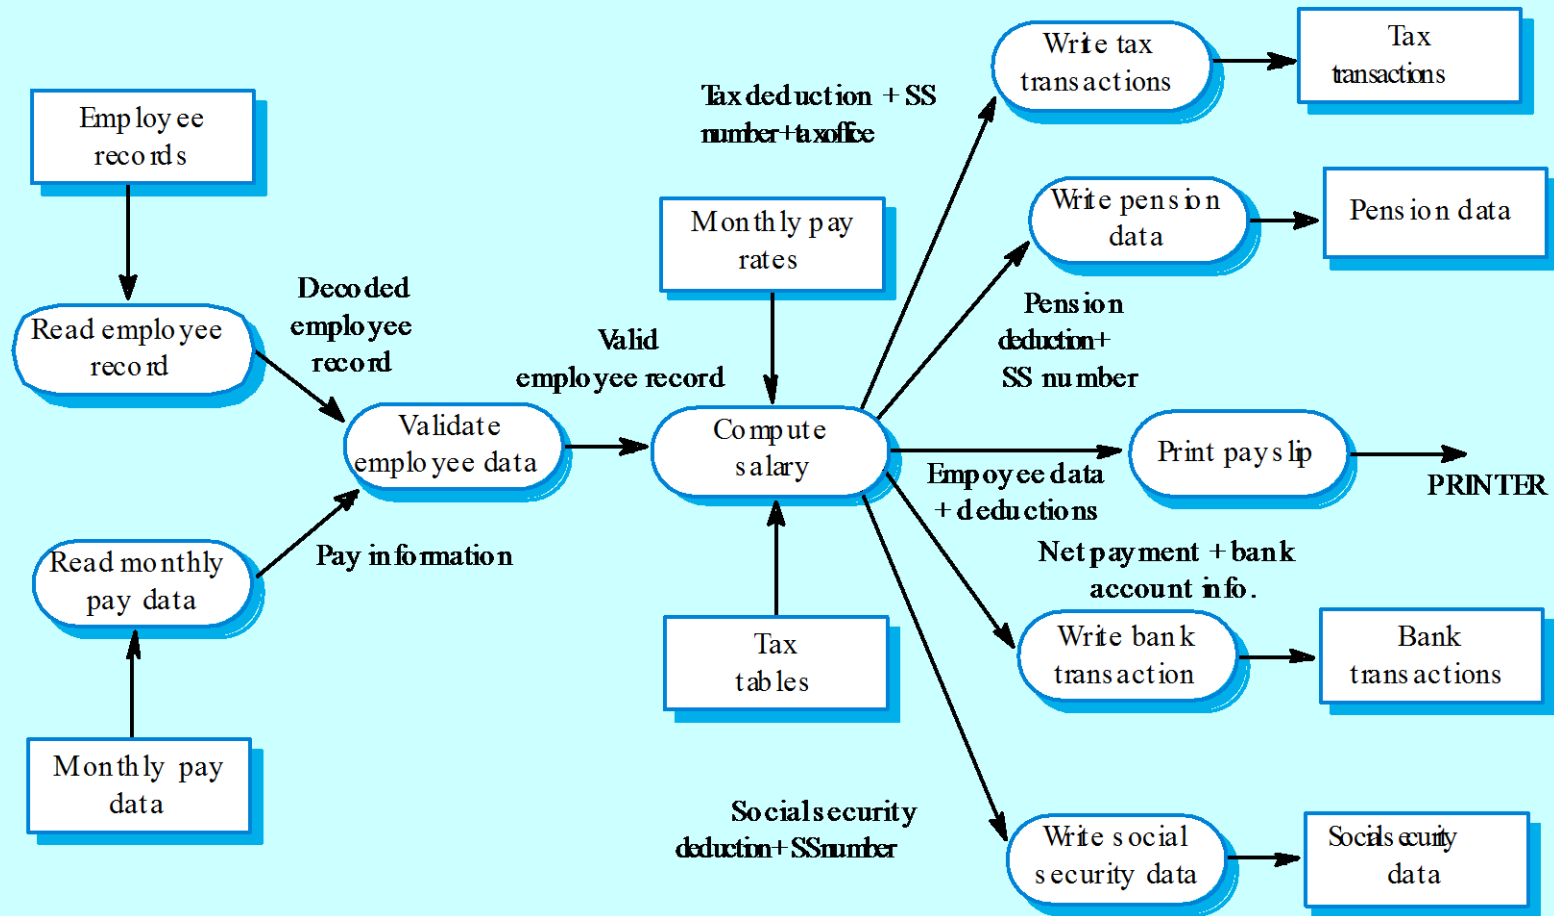 Employee
records
Read employee
record
Decoded
employee
record
Validate
employee data
Pay information
Read monthly
pay data
Monthly pay
data
Valid
employee record
Monthly pay
rates
Compute
salary
Tax
tables
Tax deduction + SS
number+tax office
Write tax
transactions
Tax
transactions
Write pension
data
Pension data
Pension
deduction+
SS number
Print payslip
PRINTER
Empoyee data
+ deductions
Net payment + bank
account info.
Write bank
transaction
Bank
transactions
Social security
deduction+ SS number
Write social
security data
Social security
data